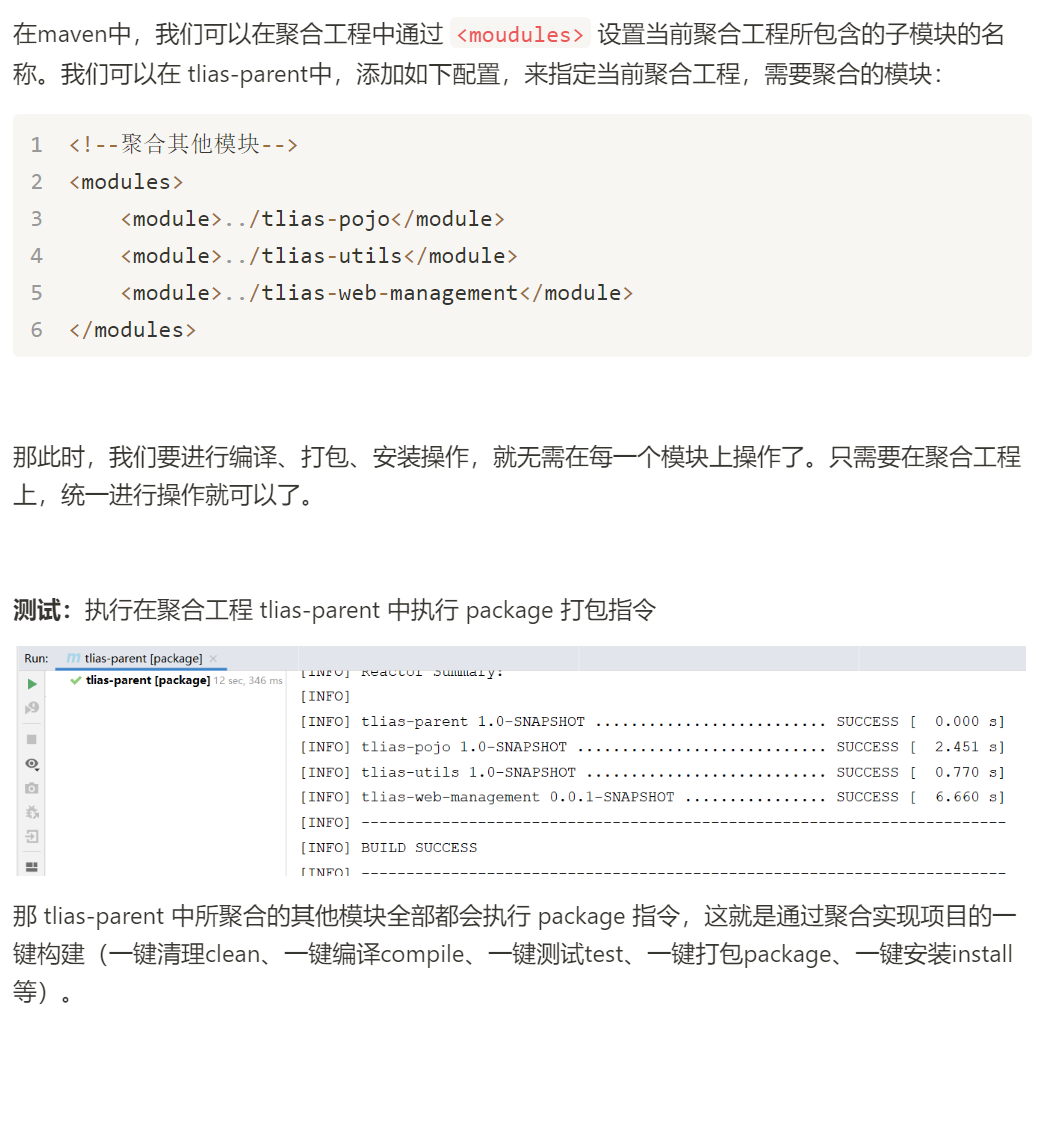 在maven中，我们可以在聚合工程中通过 <moudules> 设置当前聚合工程所包含的子模块的名
称。我们可以在 tlias-parent中，添加如下配置，来指定当前聚合工程，需要聚合的模块：
1 <!--聚合其他模块-->
2 <modules>
3     <module>../tlias-pojo</module>
4     <module>../tlias-utils</module>
5     <module>../tlias-web-management</module>
6 </modules>
那此时，我们要进行编译、打包、安装操作，就无需在每一个模块上操作了。只需要在聚合工程
上，统一进行操作就可以了。
测试：执行在聚合工程 tlias-parent 中执行 package 打包指令
Run: tlias-parent [package] ×
tlias-parent [package] 12 sec, 346 ms
[INFO] Reactor Summary:
[INFO]
[INFO] tlias-parent 1.0-SNAPSHOT .......................... SUCCESS [  0.000 s]
[INFO] tlias-pojo 1.0-SNAPSHOT ............................ SUCCESS [  2.451 s]
[INFO] tlias-utils 1.0-SNAPSHOT ........................... SUCCESS [  0.770 s]
[INFO] tlias-web-management 0.0.1-SNAPSHOT ................ SUCCESS [  6.660 s]
[INFO] ------------------------------------------------------------------------
[INFO] BUILD SUCCESS
[INFO] ------------------------------------------------------------------------
那 tlias-parent 中所聚合的其他模块全部都会执行 package 指令，这就是通过聚合实现项目的一
键构建（一键清理clean、一键编译compile、一键测试test、一键打包package、一键安装install
等）。